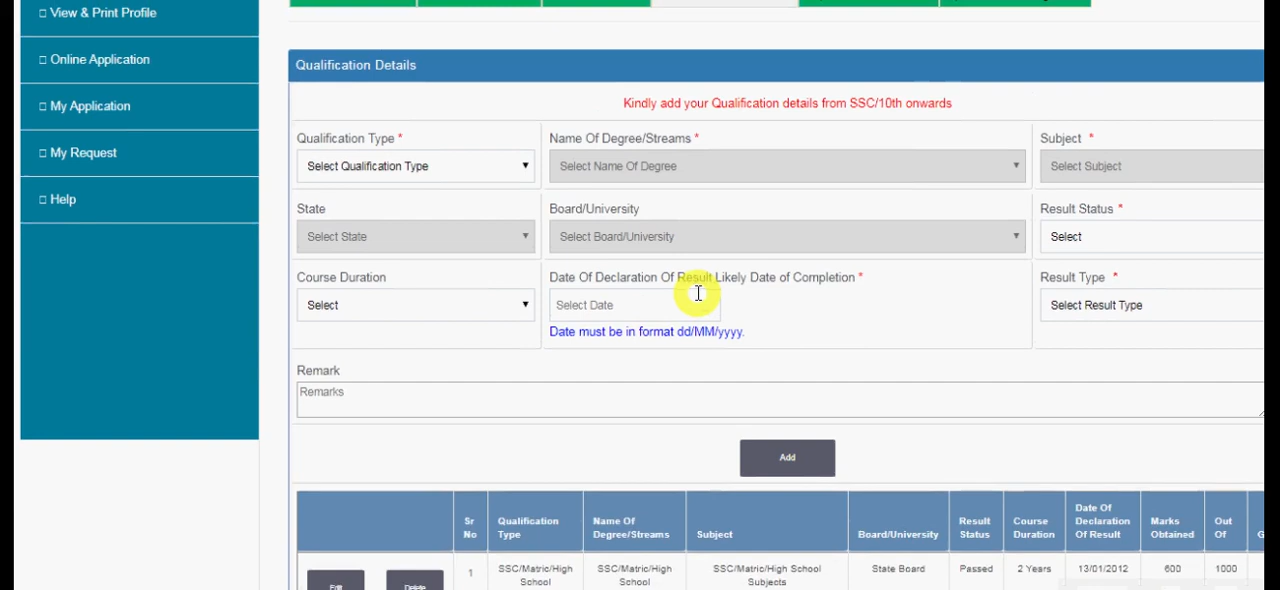 View & Print Profile
Online Application
My Application
My Request
Help
Qualification Details
Kindly add your Qualification details from SSC/10th onwards
Qualification Type *
Name Of Degree/Streams *
Subject *
Select Qualification Type
Select Name Of Degree
Select Subject
State
Board/University
Result Status *
Select State
Select Board/University
Select
Course Duration
Date Of Declaration Of Result Likely Date of Completion *
Result Type *
Select
Select Date
Select Result Type
Date must be in format dd/MM/yyyy.
Remark
Remarks
Add
Sr No
Qualification Type
Name Of Degree/Streams
Subject
Board/University
Result Status
Course Duration
Date Of Declaration Of Result
Marks Obtained
Out Of
Edit
Delete
1
SSC/Matric/High School
SSC/Matric/High School
SSC/Matric/High School Subjects
State Board
Passed
2 Years
13/01/2012
600
1000